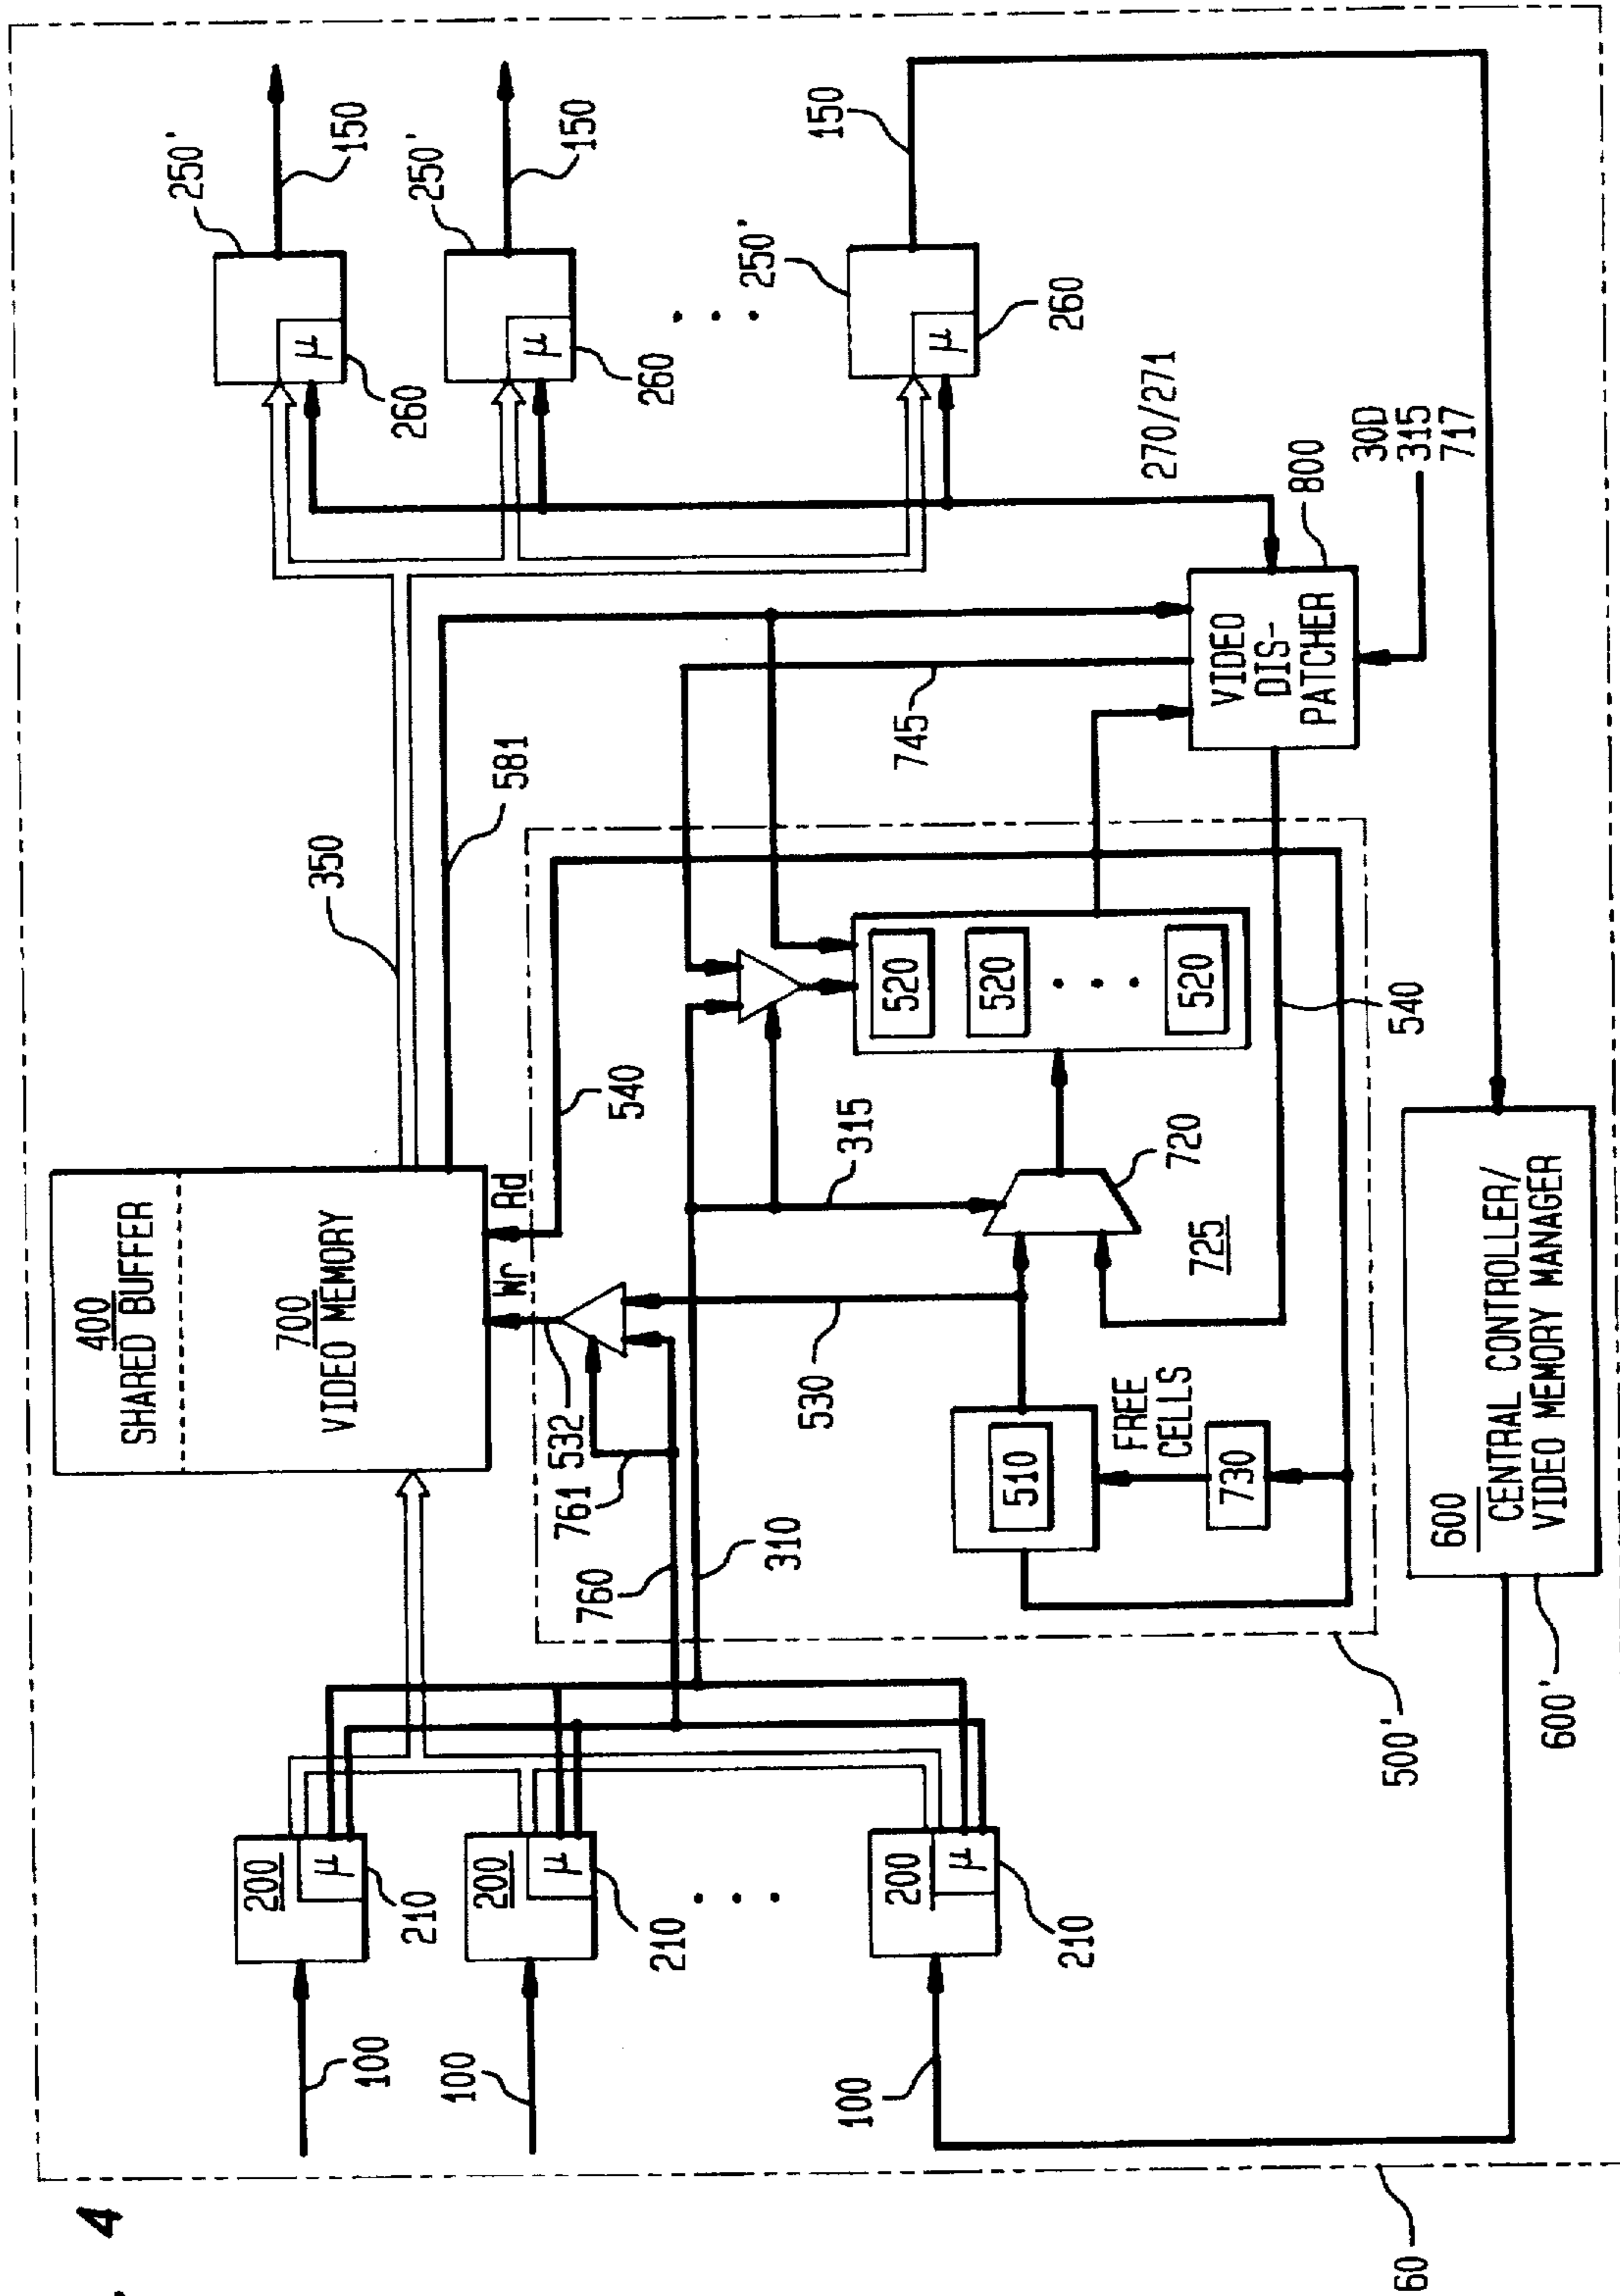 . 4
60
100
100
100
200
μ
210
200
μ
210
200
μ
210
400
SHARED BUFFER
700
VIDEO MEMORY
Wr
Rd
350
581
532
761
760
310
540
530
315
745
510
FREE
CELLS
730
720
725
520
520
520
540
500'
VIDEO
DIS-
PATCHER
800
270/271
30D
315
717
250'
μ
260
150
250'
μ
260
150
250'
μ
260
150
600
CENTRAL CONTROLLER/
VIDEO MEMORY MANAGER
600'